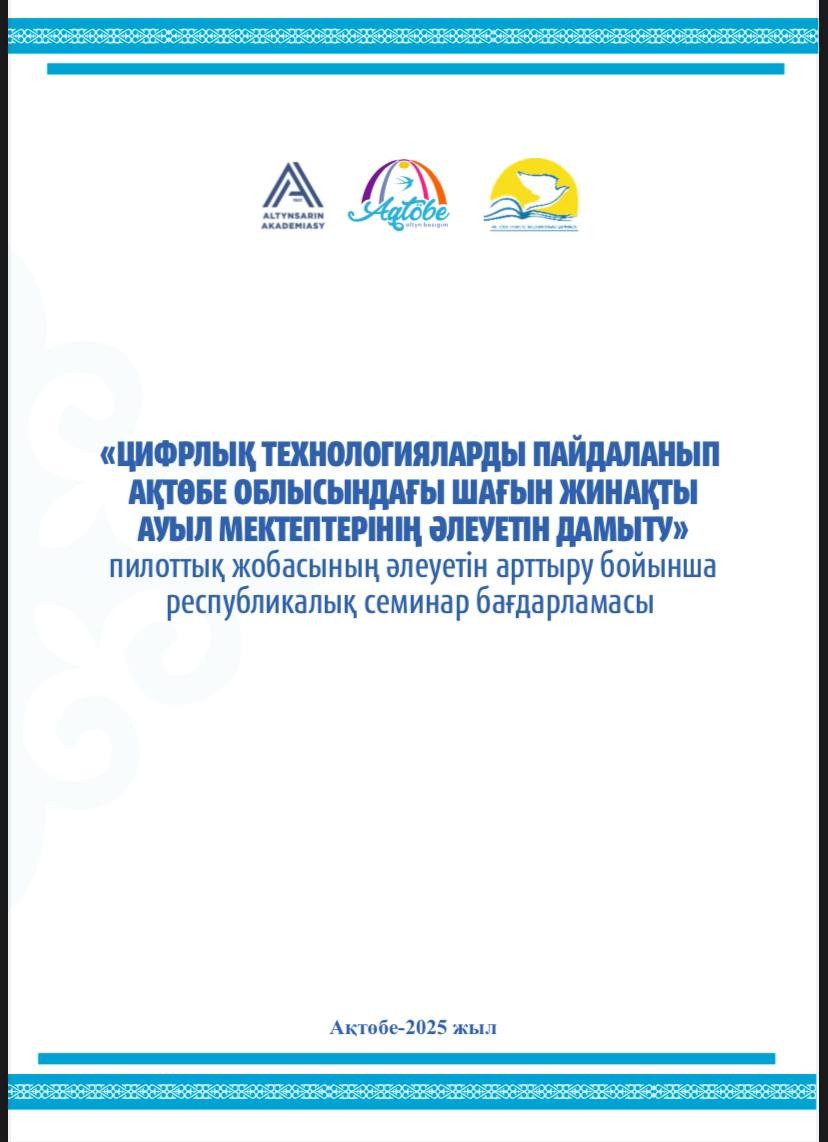 ALTYNSARIN
AKADEMIASY
Aqtöbe
altyn besigim
«ЦИФРЛЫҚ ТЕХНОЛОГИЯЛАРДЫ ПАЙДАЛАНЫП
АҚТӨБЕ ОБЛЫСЫНДАҒЫ ШАҒЫН ЖИНАҚТЫ
АУЫЛ МЕКТЕПТЕРІНІҢ ӘЛЕУЕТІН ДАМЫТУ»
пилоттық жобасының әлеуетін арттыру бойынша
республикалық семинар бағдарламасы
Ақтөбе-2025 жыл